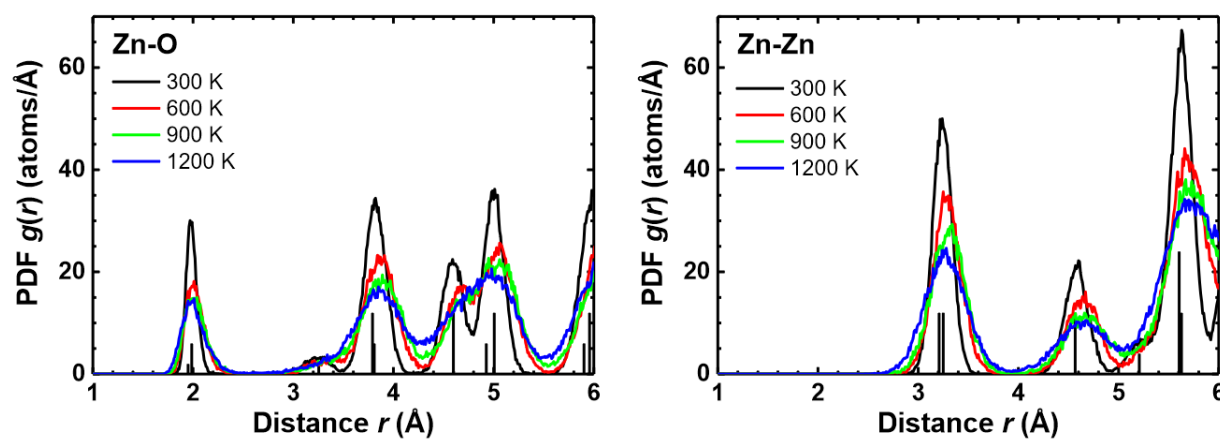 Zn-O
300 K
600 K
900 K
1200 K
PDF g(r) (atoms/Å)
60
40
20
0
1 2 3 4 5 6
Distance r (Å)
Zn-Zn
300 K
600 K
900 K
1200 K
PDF g(r) (atoms/Å)
60
40
20
0
1 2 3 4 5 6
Distance r (Å)